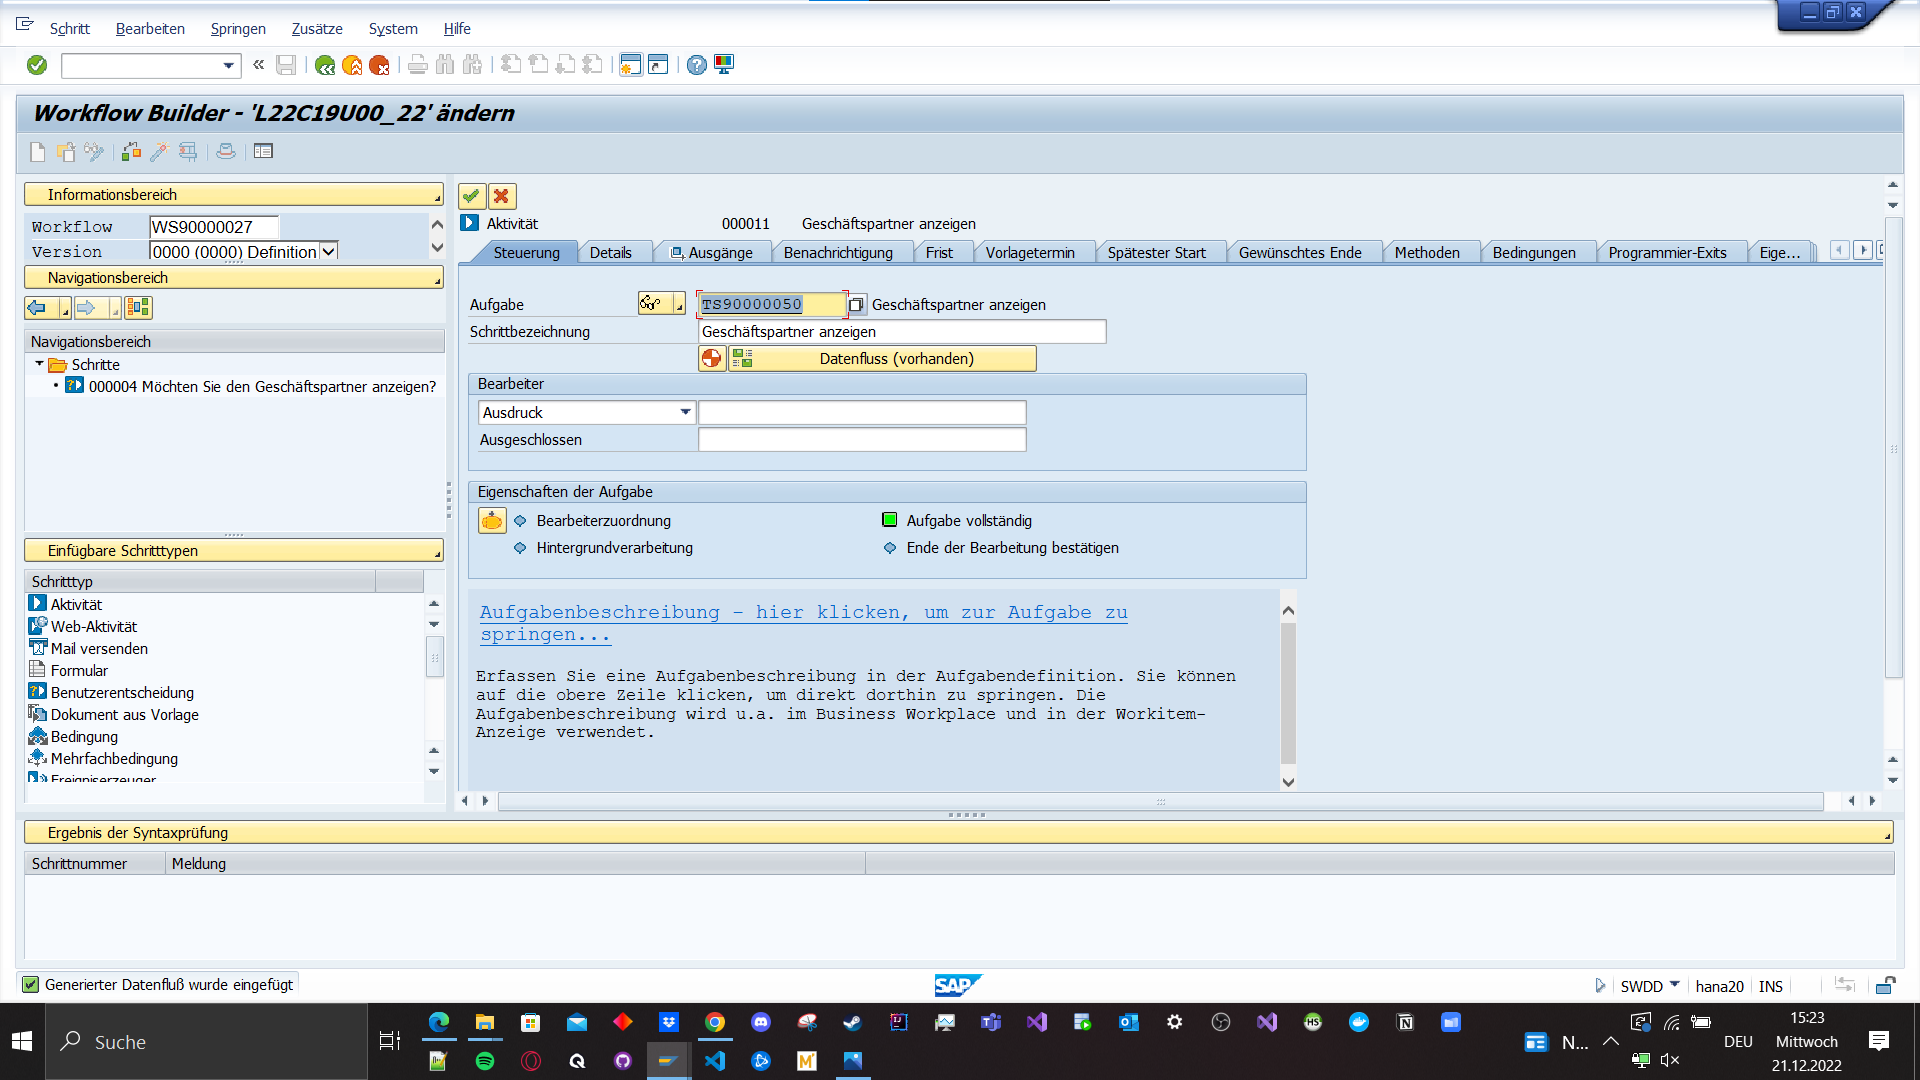 Schritt Bearbeiten Springen Zusätze System Hilfe
Workflow Builder - 'L22C19U00_22' ändern
Informationsbereich
Workflow WS90000027
Version 0000 (0000) Definition
Navigationsbereich
Navigationsbereich
Schritte
000004 Möchten Sie den Geschäftspartner anzeigen?
Einfügbare Schritttypen
Schritttyp
Aktivität
Web-Aktivität
Mail versenden
Formular
Benutzerentscheidung
Dokument aus Vorlage
Bedingung
Mehrfachbedingung
Ereigniserzeuger
Aktivität 000011 Geschäftspartner anzeigen
Steuerung Details Ausgänge Benachrichtigung Frist Vorlagetermin Spätester Start Gewünschtes Ende Methoden Bedingungen Programmier-Exits Eige...
Aufgabe TS90000050 Geschäftspartner anzeigen
Schrittbezeichnung Geschäftspartner anzeigen
Datenfluss (vorhanden)
Bearbeiter
Ausdruck
Ausgeschlossen
Eigenschaften der Aufgabe
Bearbeiterzuordnung Aufgabe vollständig
Hintergrundverarbeitung Ende der Bearbeitung bestätigen
Aufgabenbeschreibung - hier klicken, um zur Aufgabe zu
springen...
Erfassen Sie eine Aufgabenbeschreibung in der Aufgabendefinition. Sie können
auf die obere Zeile klicken, um direkt dorthin zu springen. Die
Aufgabenbeschreibung wird u.a. im Business Workplace und in der Workitem-
Anzeige verwendet.
Ergebnis der Syntaxprüfung
Schrittnummer Meldung
Generierter Datenfluß wurde eingefügt
SAP
SWDD hana20 INS
Suche
N...
DEU
15:23
Mittwoch
21.12.2022